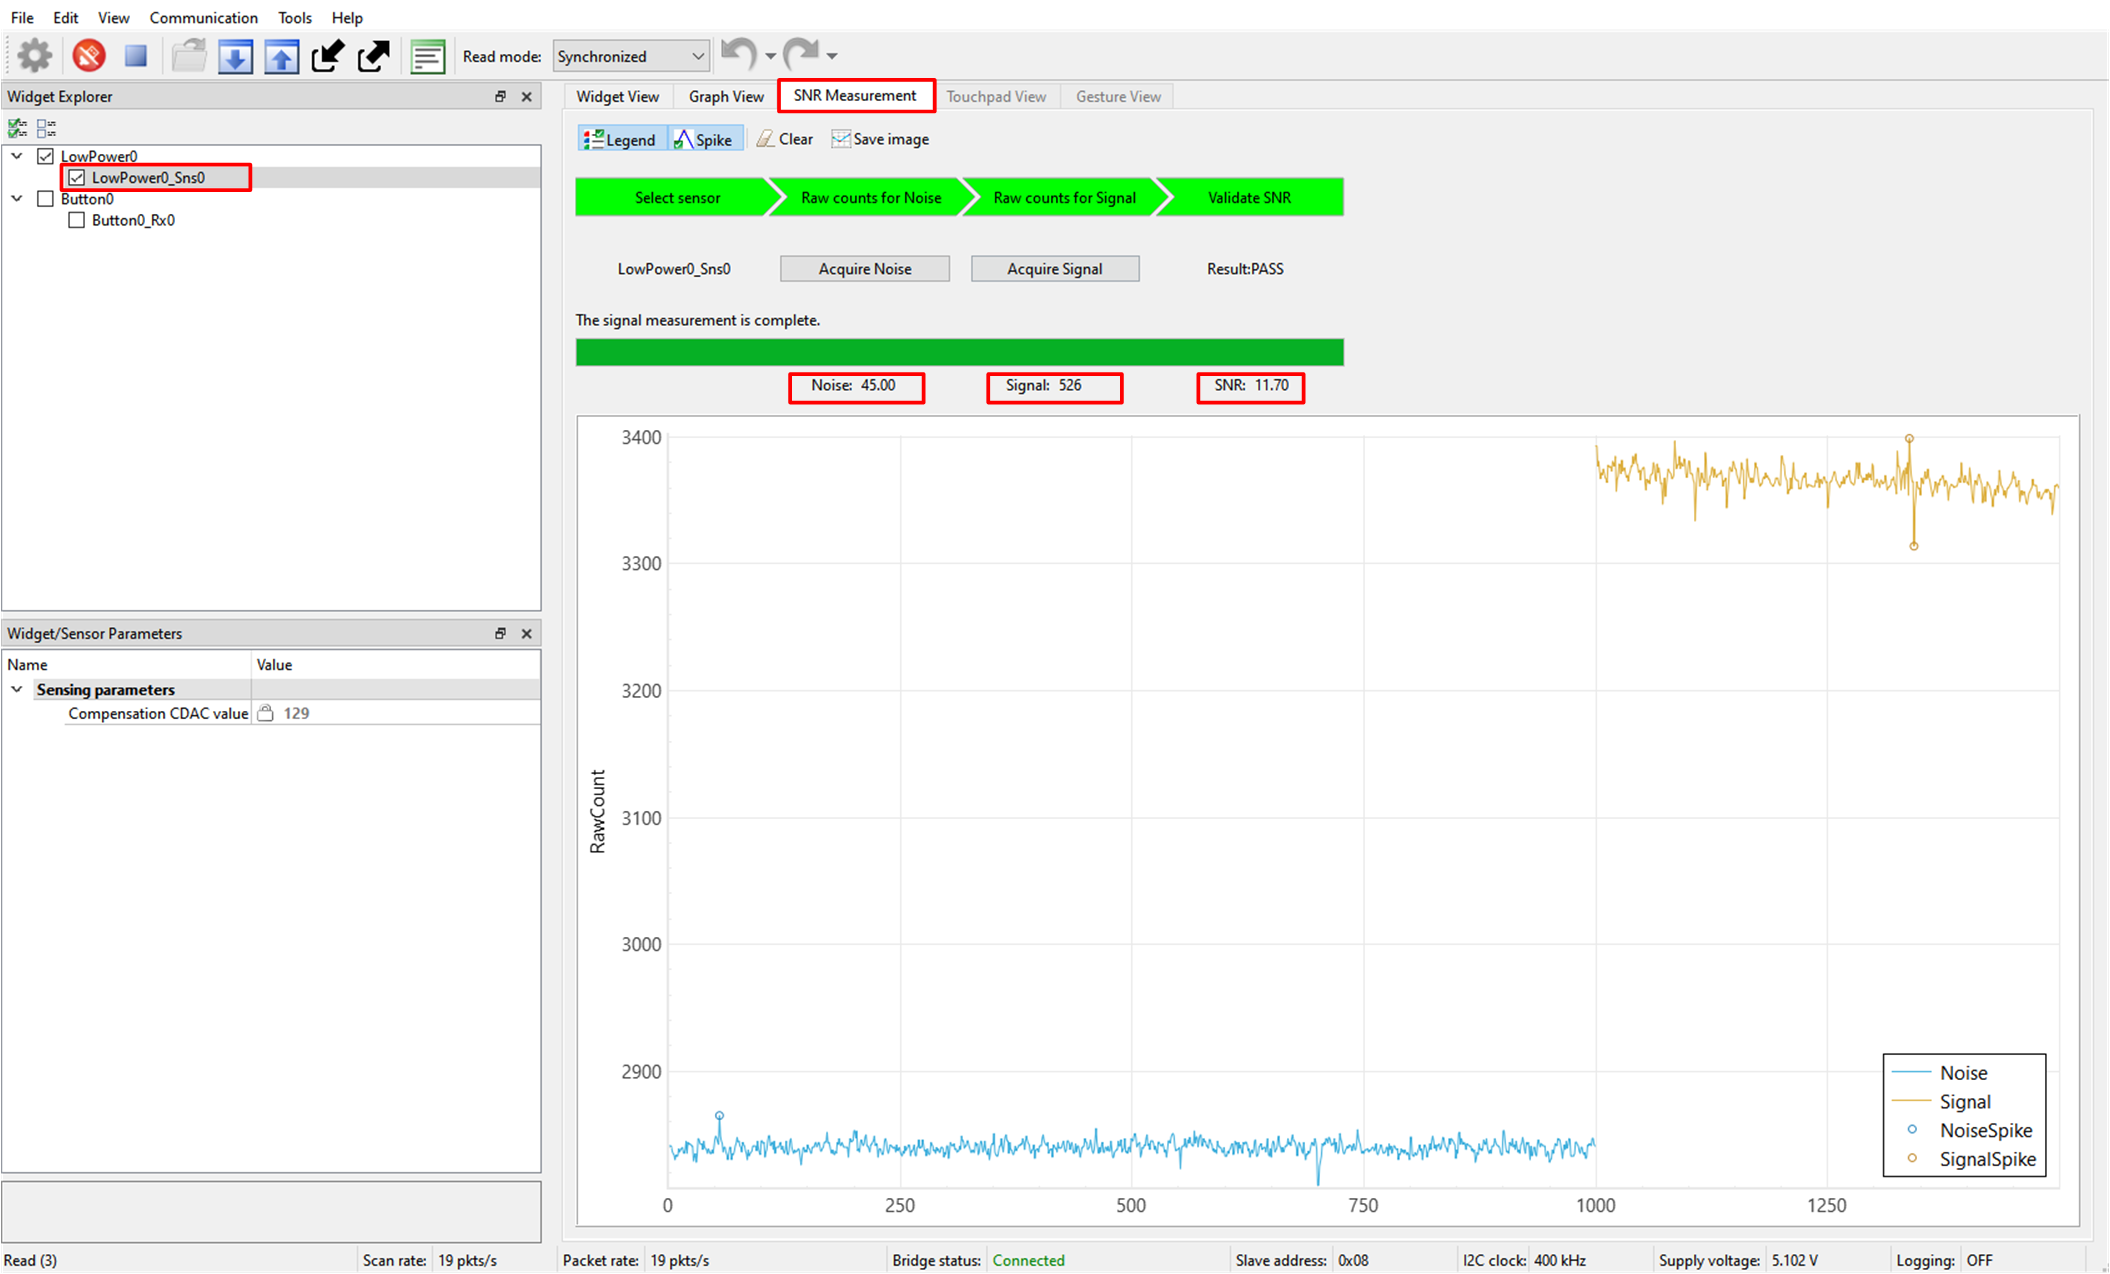 File Edit View Communication Tools Help
Read mode: Synchronized
Widget Explorer
LowPower0
LowPower0_Sns0
Button0
Button0_Rx0
Widget/Sensor Parameters
Name Value
Sensing parameters
Compensation CDAC value 129
Widget View Graph View SNR Measurement Touchpad View Gesture View
Legend Spike Clear Save image
Select sensor Raw counts for Noise Raw counts for Signal Validate SNR
LowPower0_Sns0 Acquire Noise Acquire Signal Result:PASS
The signal measurement is complete.
Noise: 45.00 Signal: 526 SNR: 11.70
3400
3300
3200
3100
3000
2900
RawCount
0 250 500 750 1000 1250
Noise
Signal
NoiseSpike
SignalSpike
Read (3) Scan rate: 19 pkts/s Packet rate: 19 pkts/s Bridge status: Connected Slave address: 0x08 I2C clock: 400 kHz Supply voltage: 5.102 V Logging: OFF